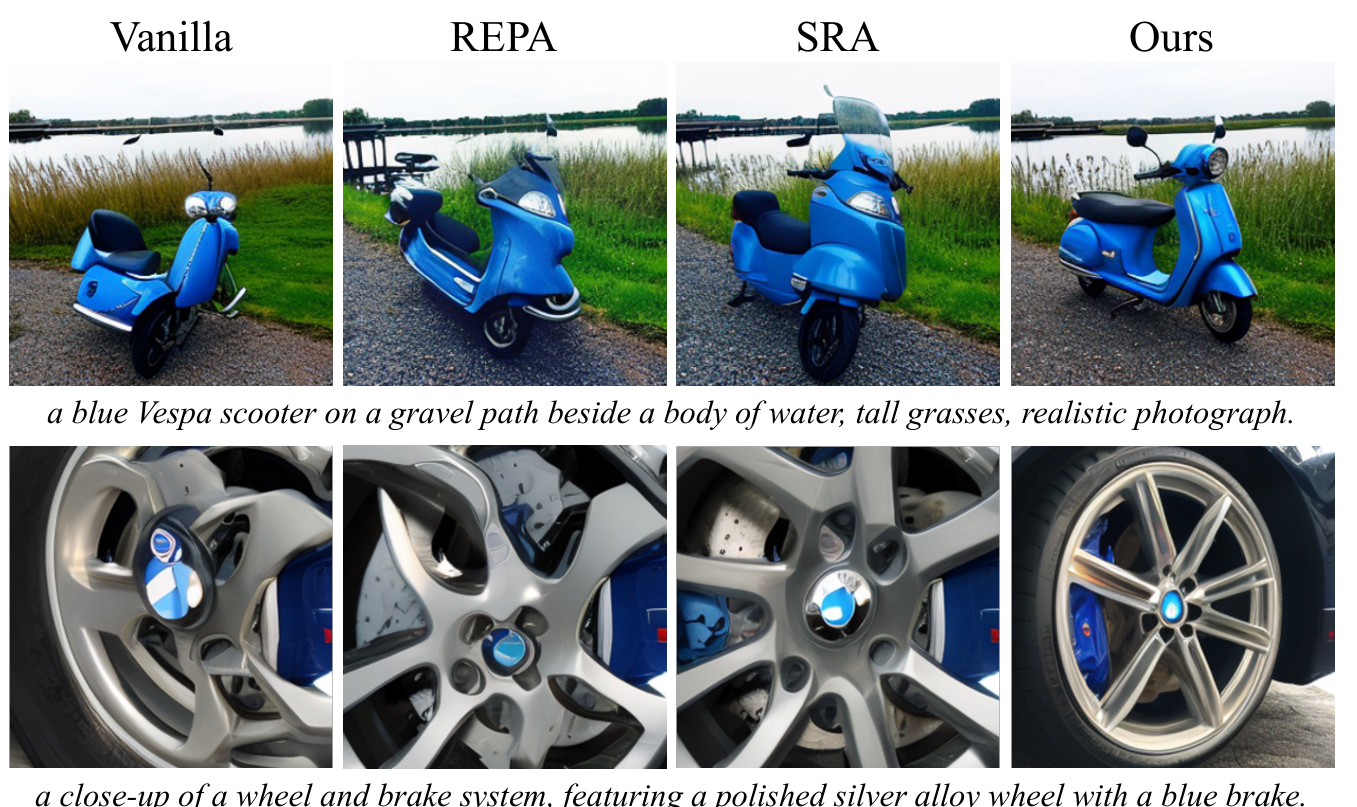 Vanilla REPA SRA Ours
a blue Vespa scooter on a gravel path beside a body of water, tall grasses, realistic photograph.
a close-up of a wheel and brake system, featuring a polished silver alloy wheel with a blue brake.